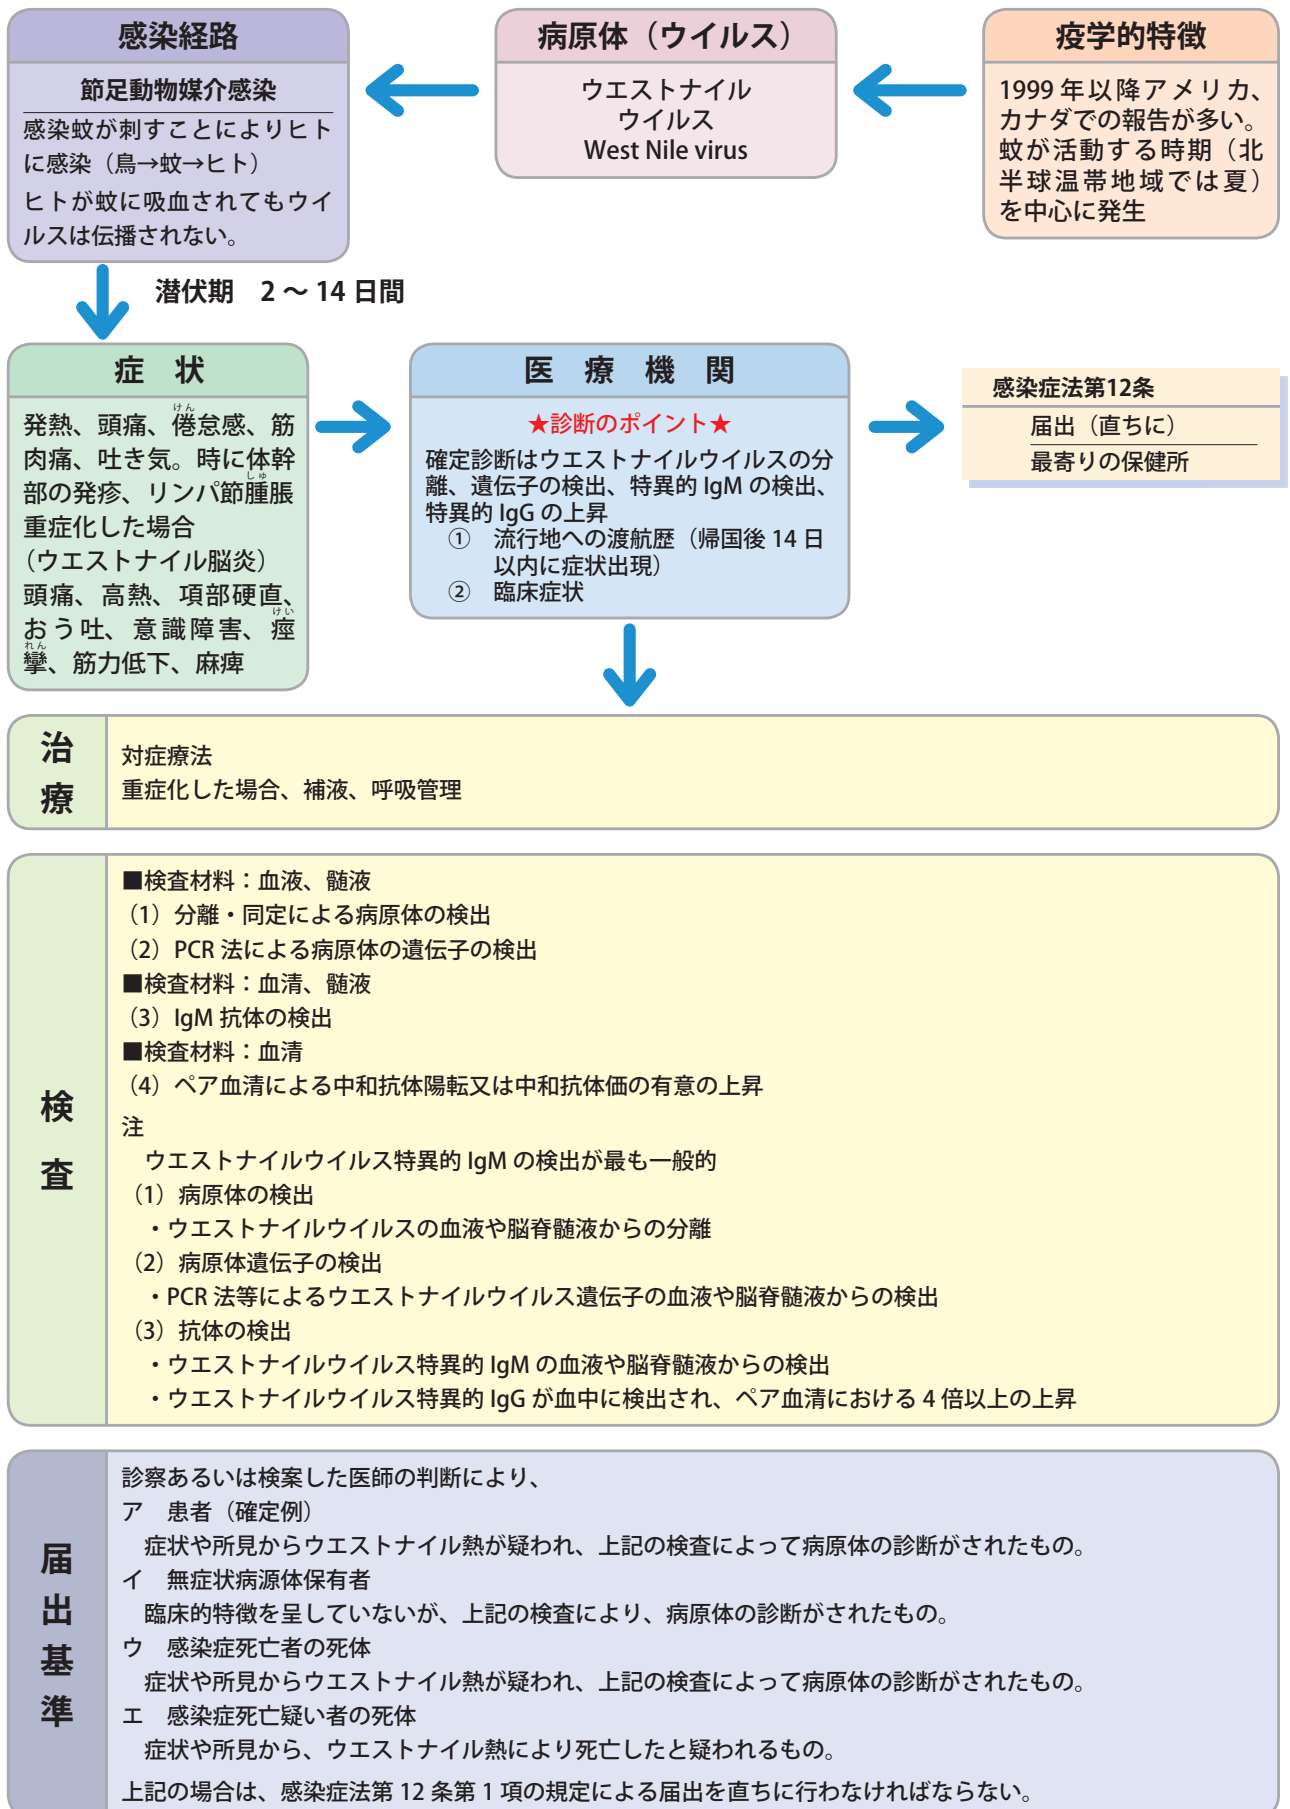 感染経路
節足動物媒介感染
感染蚊が刺すことによりヒト
に感染（鳥→蚊→ヒト）
ヒトが蚊に吸血されてもウイ
ルスは伝播されない。
病原体（ウイルス）
ウエストナイル
ウイルス
West Nile virus
疫学的特徴
1999 年以降アメリカ、
カナダでの報告が多い。
蚊が活動する時期（北
半球温帯地域では夏）
を中心に発生
潜伏期　2 〜 14 日間
症　状
発熱、頭痛、倦怠感、筋
けん
肉痛、吐き気。時に体幹
部の発疹、リンパ節腫脹
しゅ
重症化した場合
（ウエストナイル脳炎）
頭痛、高熱、項部硬直、
おう吐、意識障害、痙
けい
攣、筋力低下、麻痺
れん
医　療　機　関
★診断のポイント★
確定診断はウエストナイルウイルスの分
離、遺伝子の検出、特異的 IgM の検出、
特異的 IgG の上昇
①　流行地への渡航歴（帰国後 14 日
以内に症状出現）
②　臨床症状
感染症法第12条
届出（直ちに）
最寄りの保健所
治療
対症療法
重症化した場合、補液、呼吸管理
検査
■検査材料：血液、髄液
（1）分離・同定による病原体の検出
（2）PCR 法による病原体の遺伝子の検出
■検査材料：血清、髄液
（3）IgM 抗体の検出
■検査材料：血清
（4）ペア血清による中和抗体陽転又は中和抗体価の有意の上昇
注
ウエストナイルウイルス特異的 IgM の検出が最も一般的
（1）病原体の検出
・ウエストナイルウイルスの血液や脳脊髄液からの分離
（2）病原体遺伝子の検出
・PCR 法等によるウエストナイルウイルス遺伝子の血液や脳脊髄液からの検出
（3）抗体の検出
・ウエストナイルウイルス特異的 IgM の血液や脳脊髄液からの検出
・ウエストナイルウイルス特異的 IgG が血中に検出され、ペア血清における 4 倍以上の上昇
届出基準
診察あるいは検案した医師の判断により、
ア　患者（確定例）
症状や所見からウエストナイル熱が疑われ、上記の検査によって病原体の診断がされたもの。
イ　無症状病源体保有者
臨床的特徴を呈していないが、上記の検査により、病原体の診断がされたもの。
ウ　感染症死亡者の死体
症状や所見からウエストナイル熱が疑われ、上記の検査によって病原体の診断がされたもの。
エ　感染症死亡疑い者の死体
症状や所見から、ウエストナイル熱により死亡したと疑われるもの。
上記の場合は、感染症法第 12 条第 1 項の規定による届出を直ちに行わなければならない。